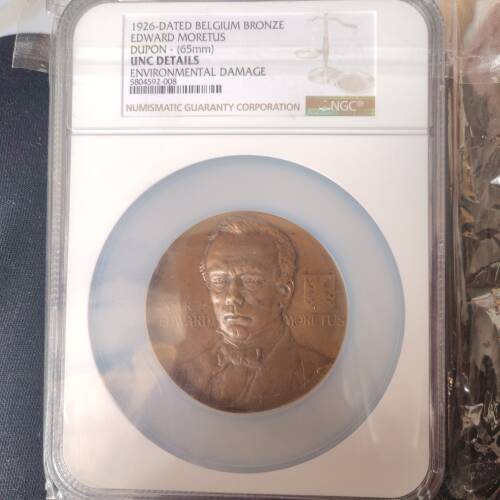 1926-DATED BELGIUM BRONZE
EDWARD MORETUS
DUPON - (65mm)
UNC DETAILS
ENVIRONMENTAL DAMAGE
5804592-008
NUMISMATIC GUARANTY CORPORATION
NGC®
EDWARD MORETUS